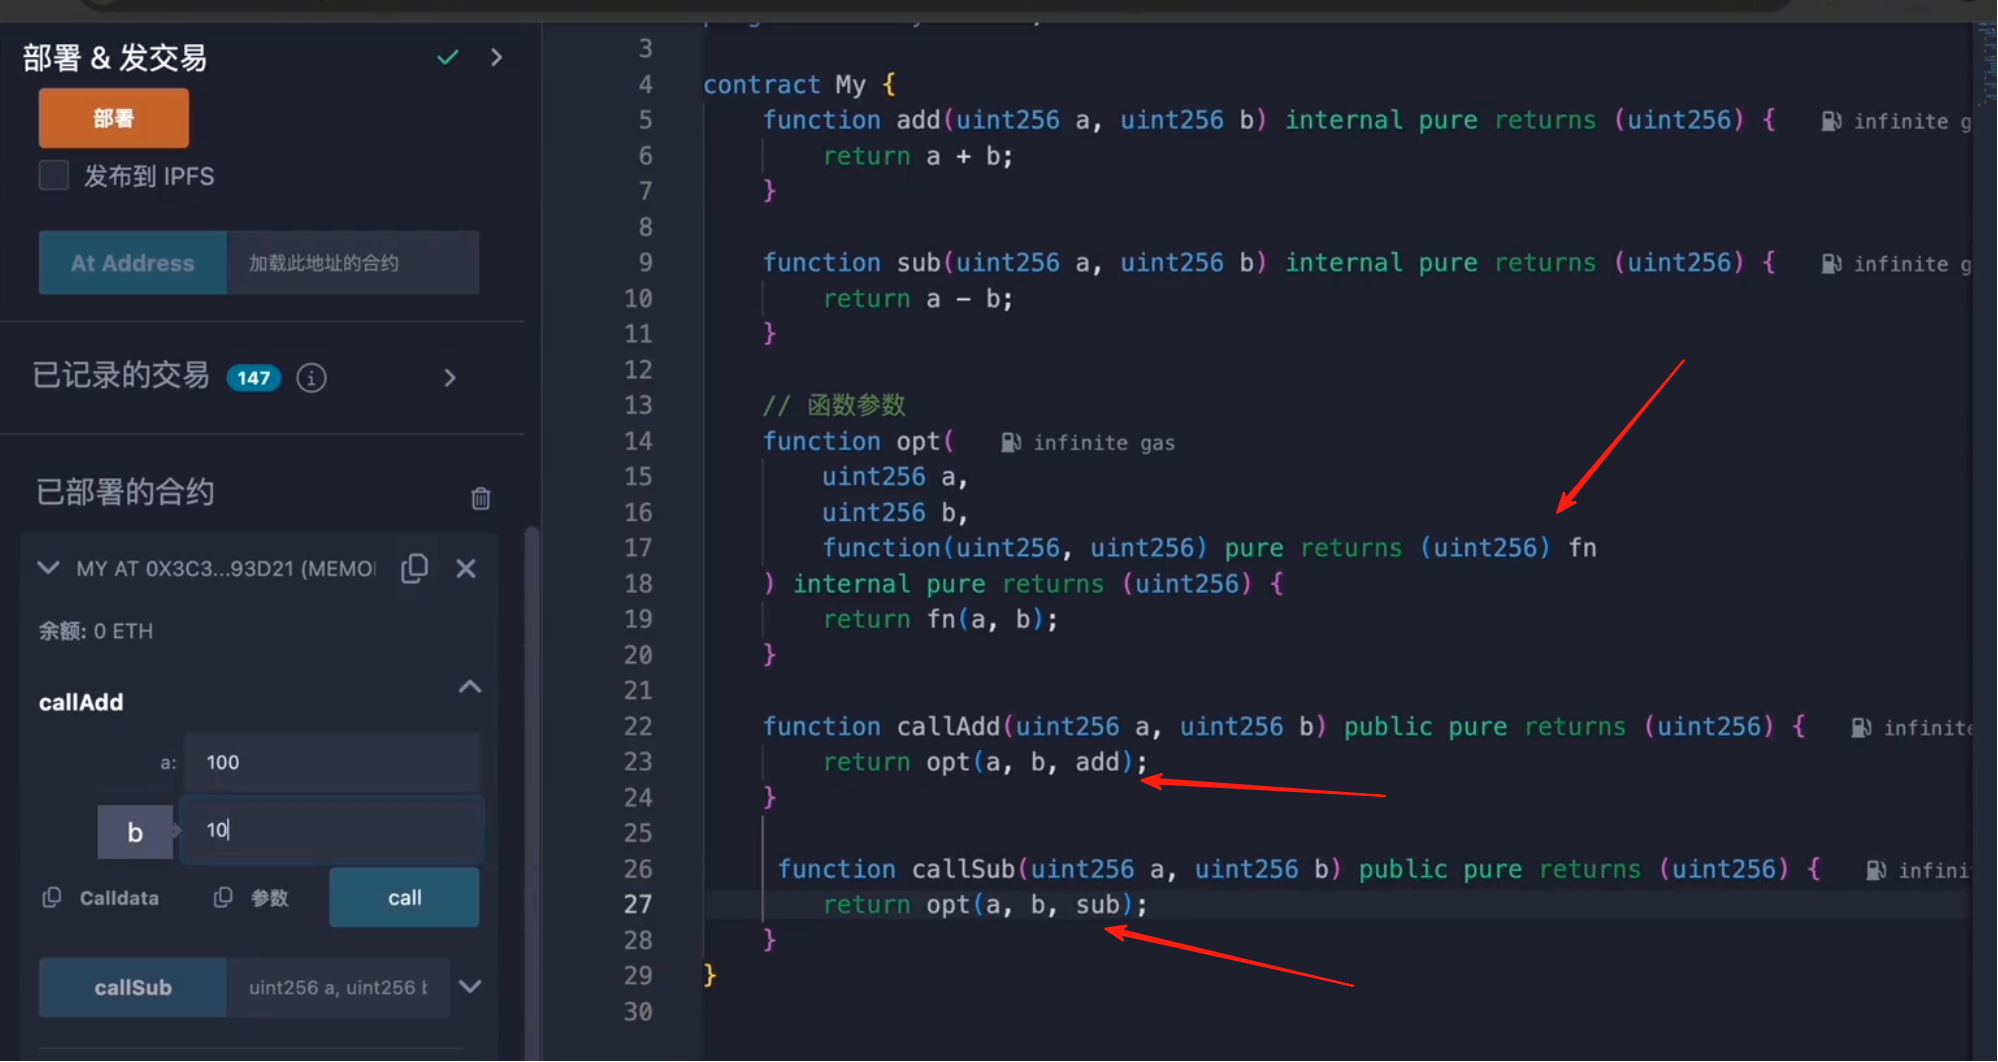 部署 & 发交易
部署
发布到 IPFS
At Address 加载此地址的合约
已记录的交易 147
已部署的合约
MY AT 0X3C3...93D21 (MEMO
余额: 0 ETH
callAdd
a: 100
b 10
Calldata 参数 call
callSub uint256 a, uint256 b
3
4 contract My {
5 function add(uint256 a, uint256 b) internal pure returns (uint256) { infinite g
6 return a + b;
7 }
8
9 function sub(uint256 a, uint256 b) internal pure returns (uint256) { infinite g
10 return a - b;
11 }
12
13 // 函数参数
14 function opt( infinite gas
15 uint256 a,
16 uint256 b,
17 function(uint256, uint256) pure returns (uint256) fn
18 ) internal pure returns (uint256) {
19 return fn(a, b);
20 }
21
22 function callAdd(uint256 a, uint256 b) public pure returns (uint256) { infinite
23 return opt(a, b, add);
24 }
25
26 function callSub(uint256 a, uint256 b) public pure returns (uint256) { infini
27 return opt(a, b, sub);
28 }
29 }
30